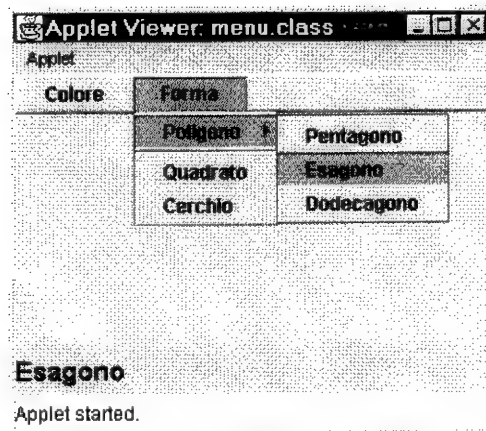 Applet Viewer: menu.class
Applet
Colore Forma
Poligono Pentagono
Quadrato Esagono
Cerchio Dodecagono
Esagono
Applet started.